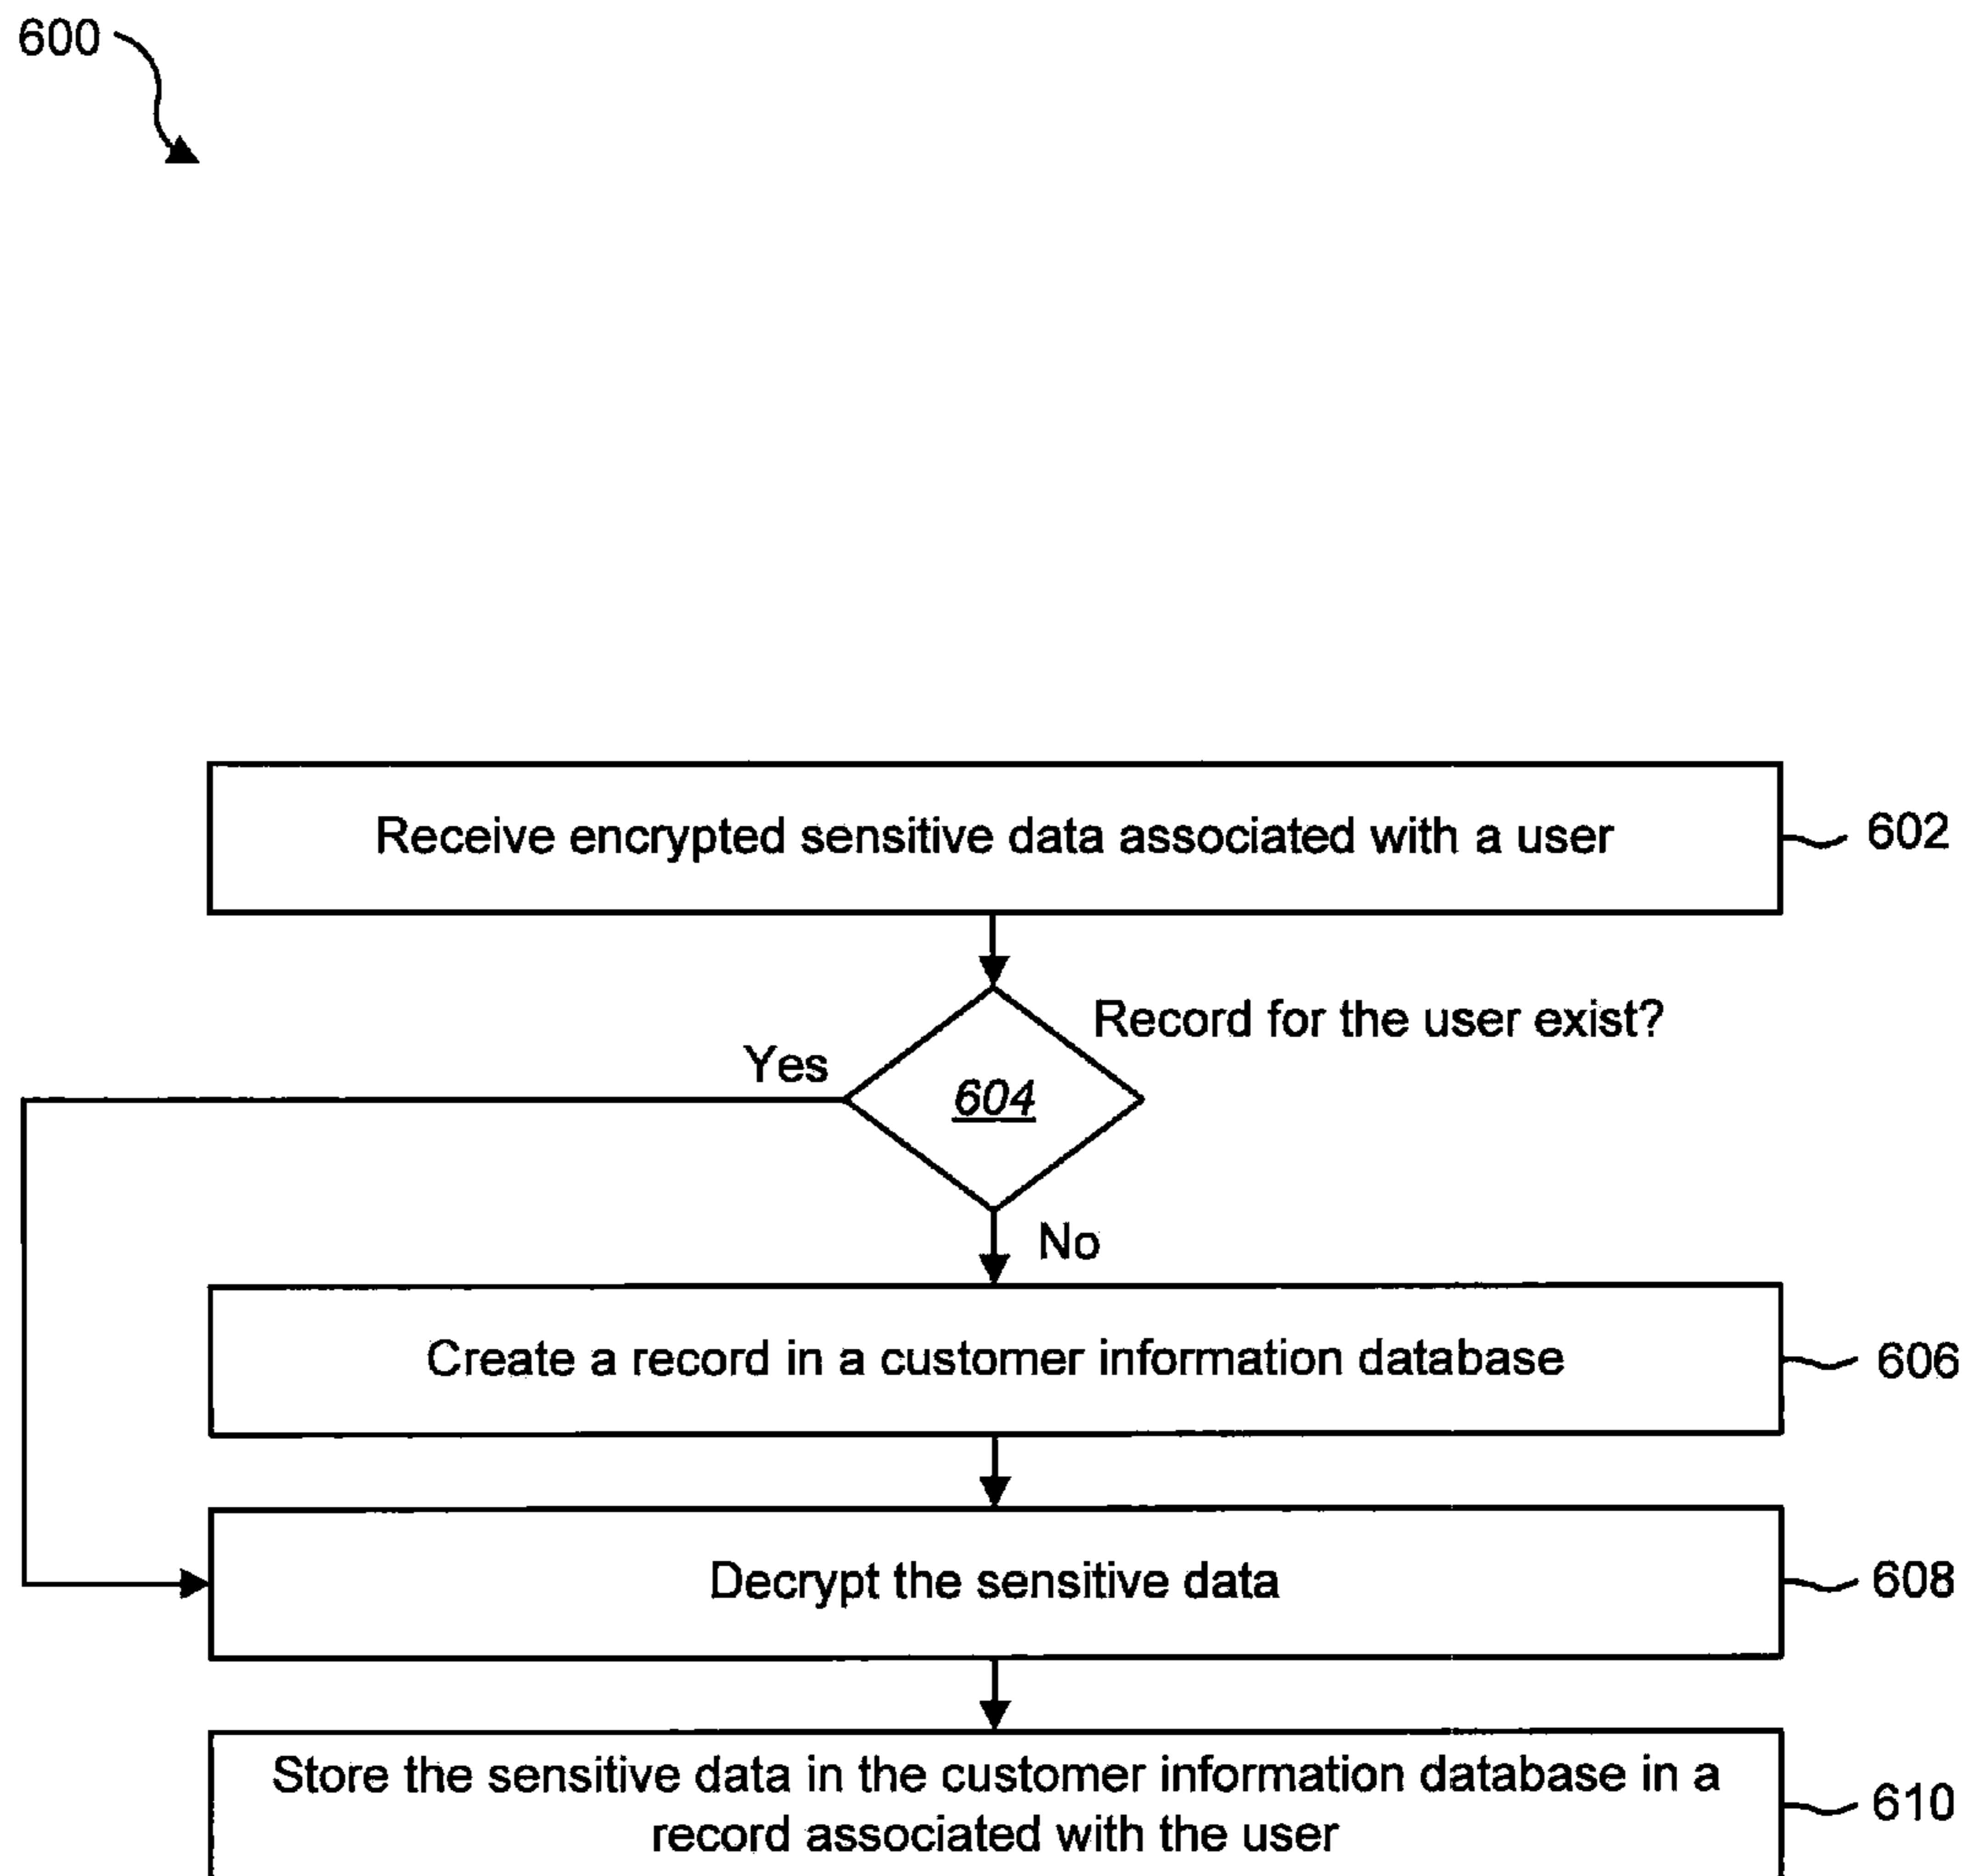 600
Receive encrypted sensitive data associated with a user
602
Record for the user exist?
Yes
604
No
Create a record in a customer information database
606
Decrypt the sensitive data
608
Store the sensitive data in the customer information database in a
record associated with the user
610